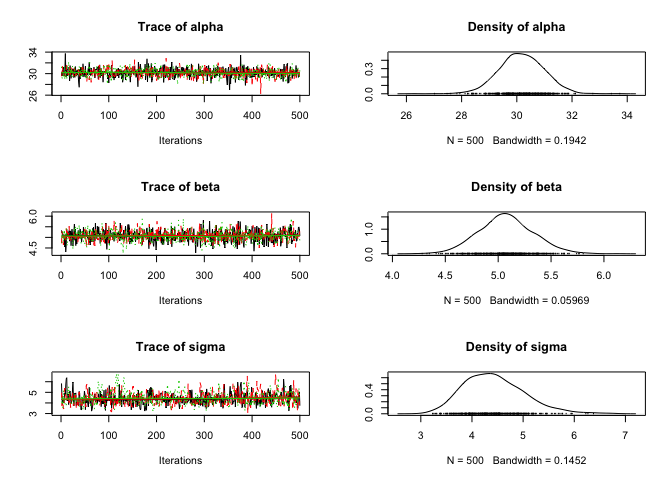 Trace of alpha
34
30
26
0 100 200 300 400 500
Iterations
Density of alpha
0.3
0.0
26 28 30 32 34
N = 500 Bandwidth = 0.1942
Trace of beta
6.0
4.5
0 100 200 300 400 500
Iterations
Density of beta
1.0
0.0
4.0 4.5 5.0 5.5 6.0
N = 500 Bandwidth = 0.05969
Trace of sigma
5
3
0 100 200 300 400 500
Iterations
Density of sigma
0.4
0.0
3 4 5 6 7
N = 500 Bandwidth = 0.1452